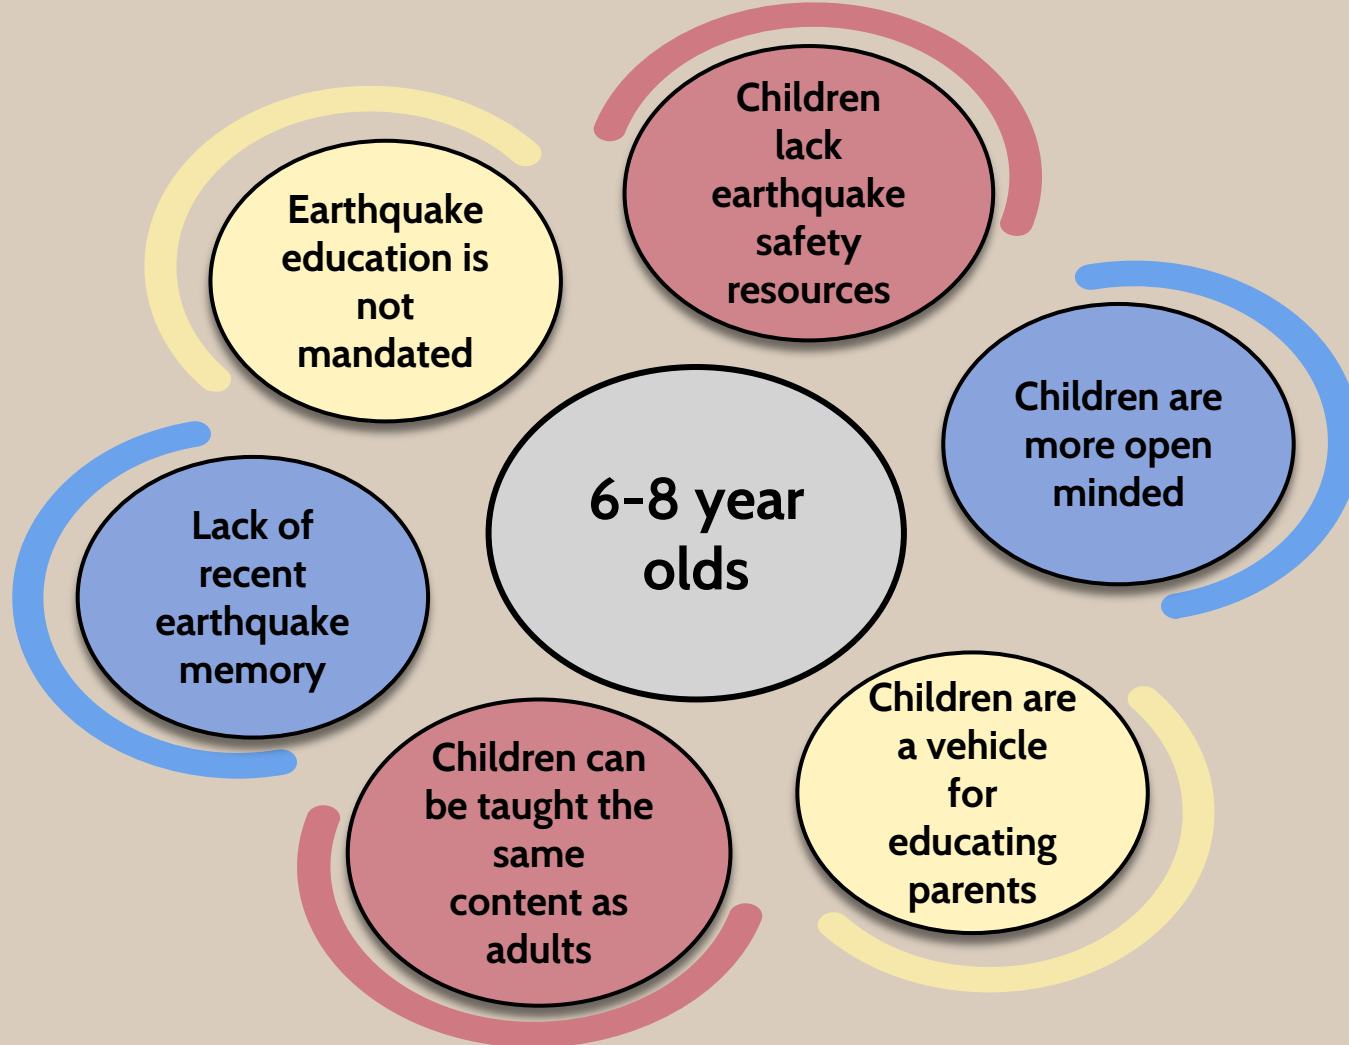 Children
lack
earthquake
safety
resources
Earthquake
education is
not
mandated
Children are
more open
minded
6-8 year
olds
Lack of
recent
earthquake
memory
Children are
a vehicle
for
educating
parents
Children can
be taught the
same
content as
adults